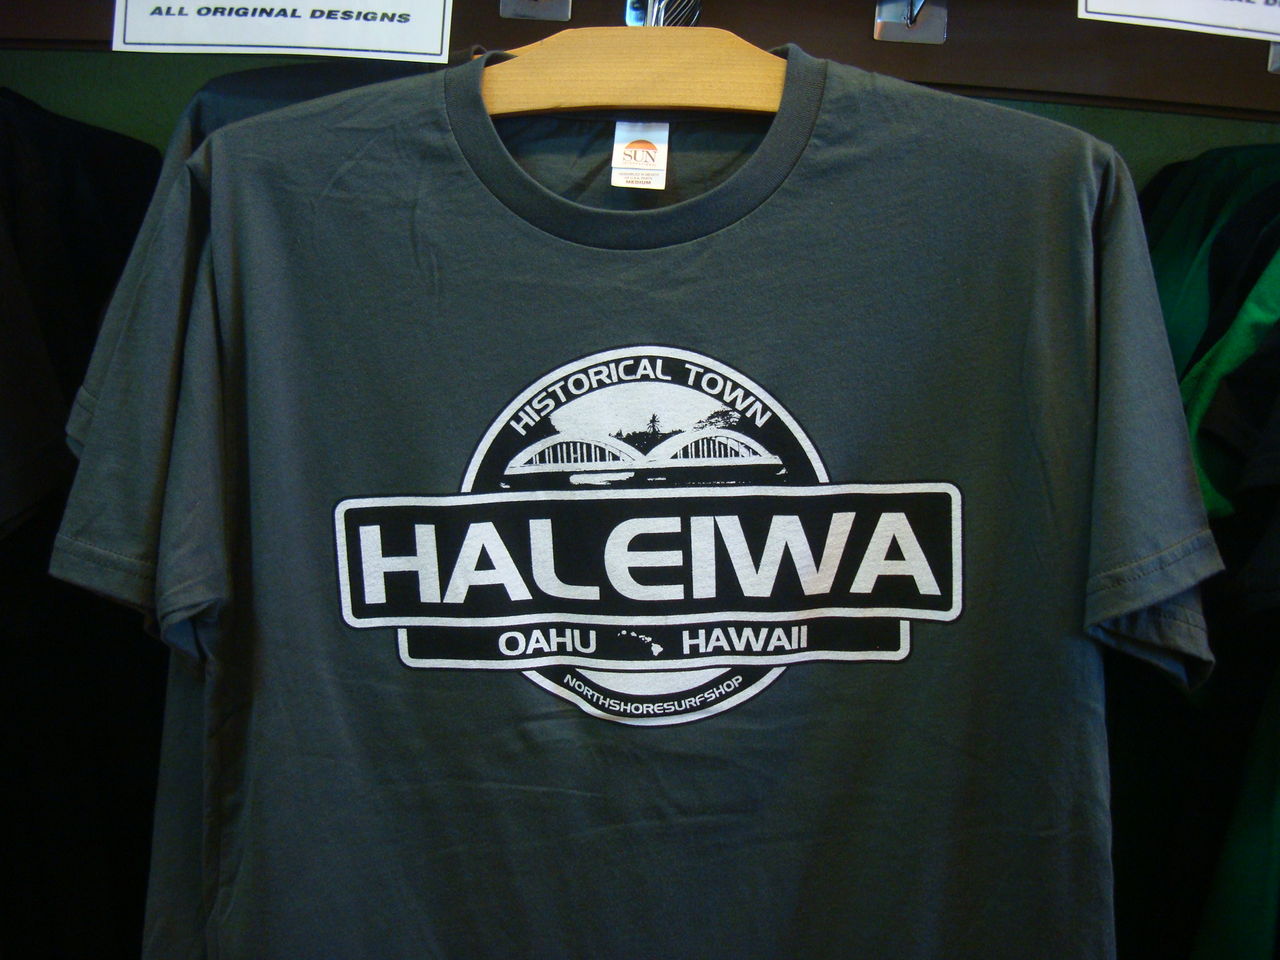 ALL ORIGINAL DESIGNS
SUN
MEDIUM
HISTORICAL TOWN
HALEIWA
OAHU HAWAII
NORTHSHORESURFSHOP